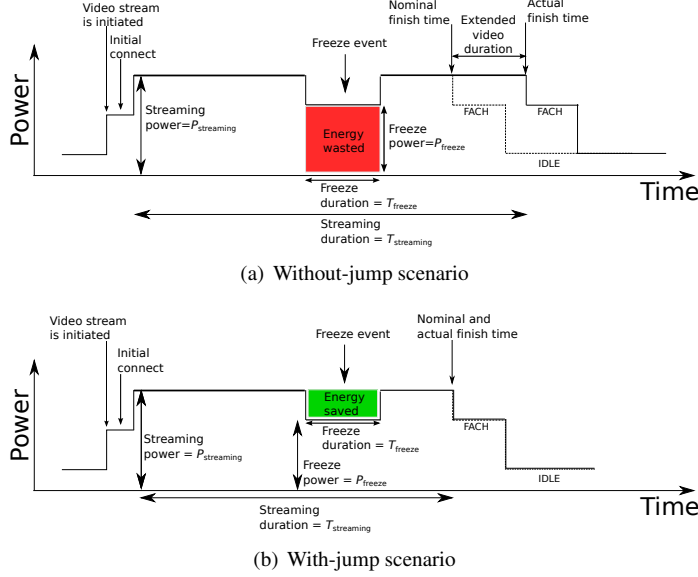 Video stream
is initiated
Initial
connect
Freeze event
Nominal
finish time
Extended
video
duration
Actual
finish time
Power
Streaming
power=Pstreaming
Energy
wasted
Freeze
power=Pfreeze
FACH
FACH
IDLE
Time
Freeze
duration = Tfreeze
Streaming
duration = Tstreaming
(a) Without-jump scenario
Video stream
is initiated
Initial
connect
Freeze event
Nominal and
actual finish time
Power
Streaming
power = Pstreaming
Energy
saved
Freeze
duration = Tfreeze
Freeze
power = Pfreeze
FACH
IDLE
Time
Streaming
duration = Tstreaming
(b) With-jump scenario